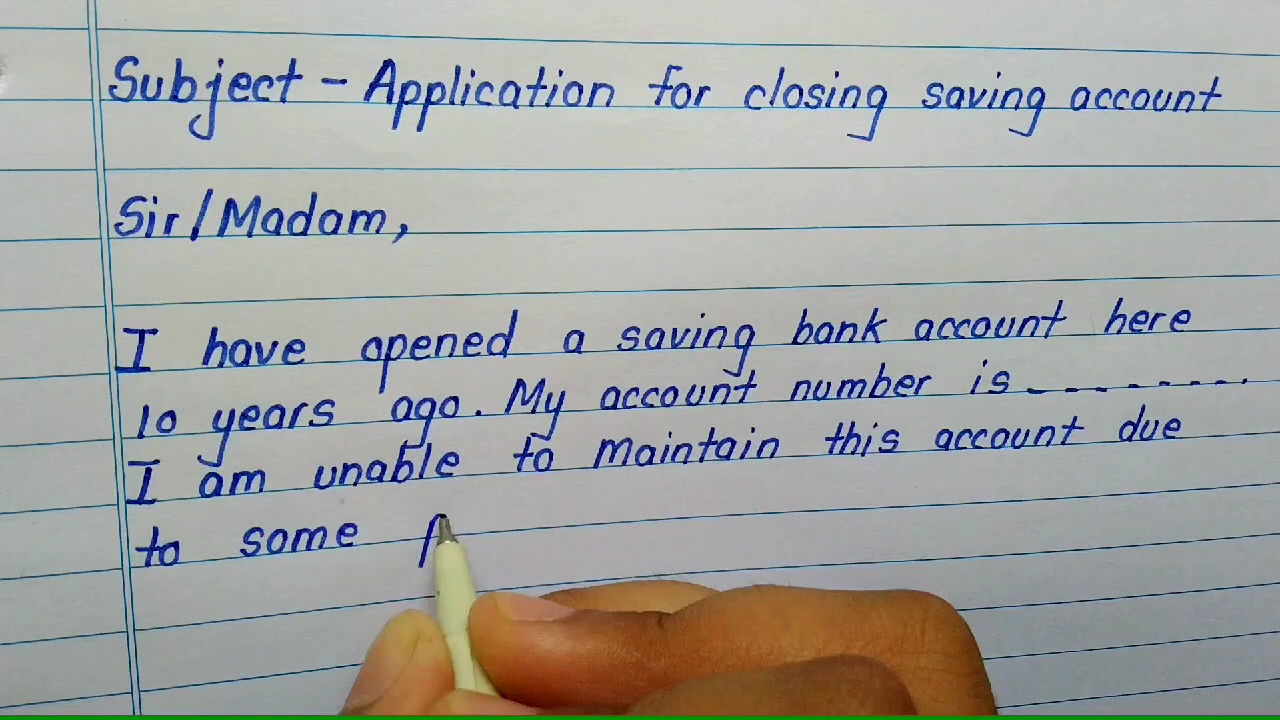 Subject - Application for closing saving account
Sir/Madam,
I have opened a saving bank account here
10 years ago. My account number is ---------
I am unable to maintain this account due
to some